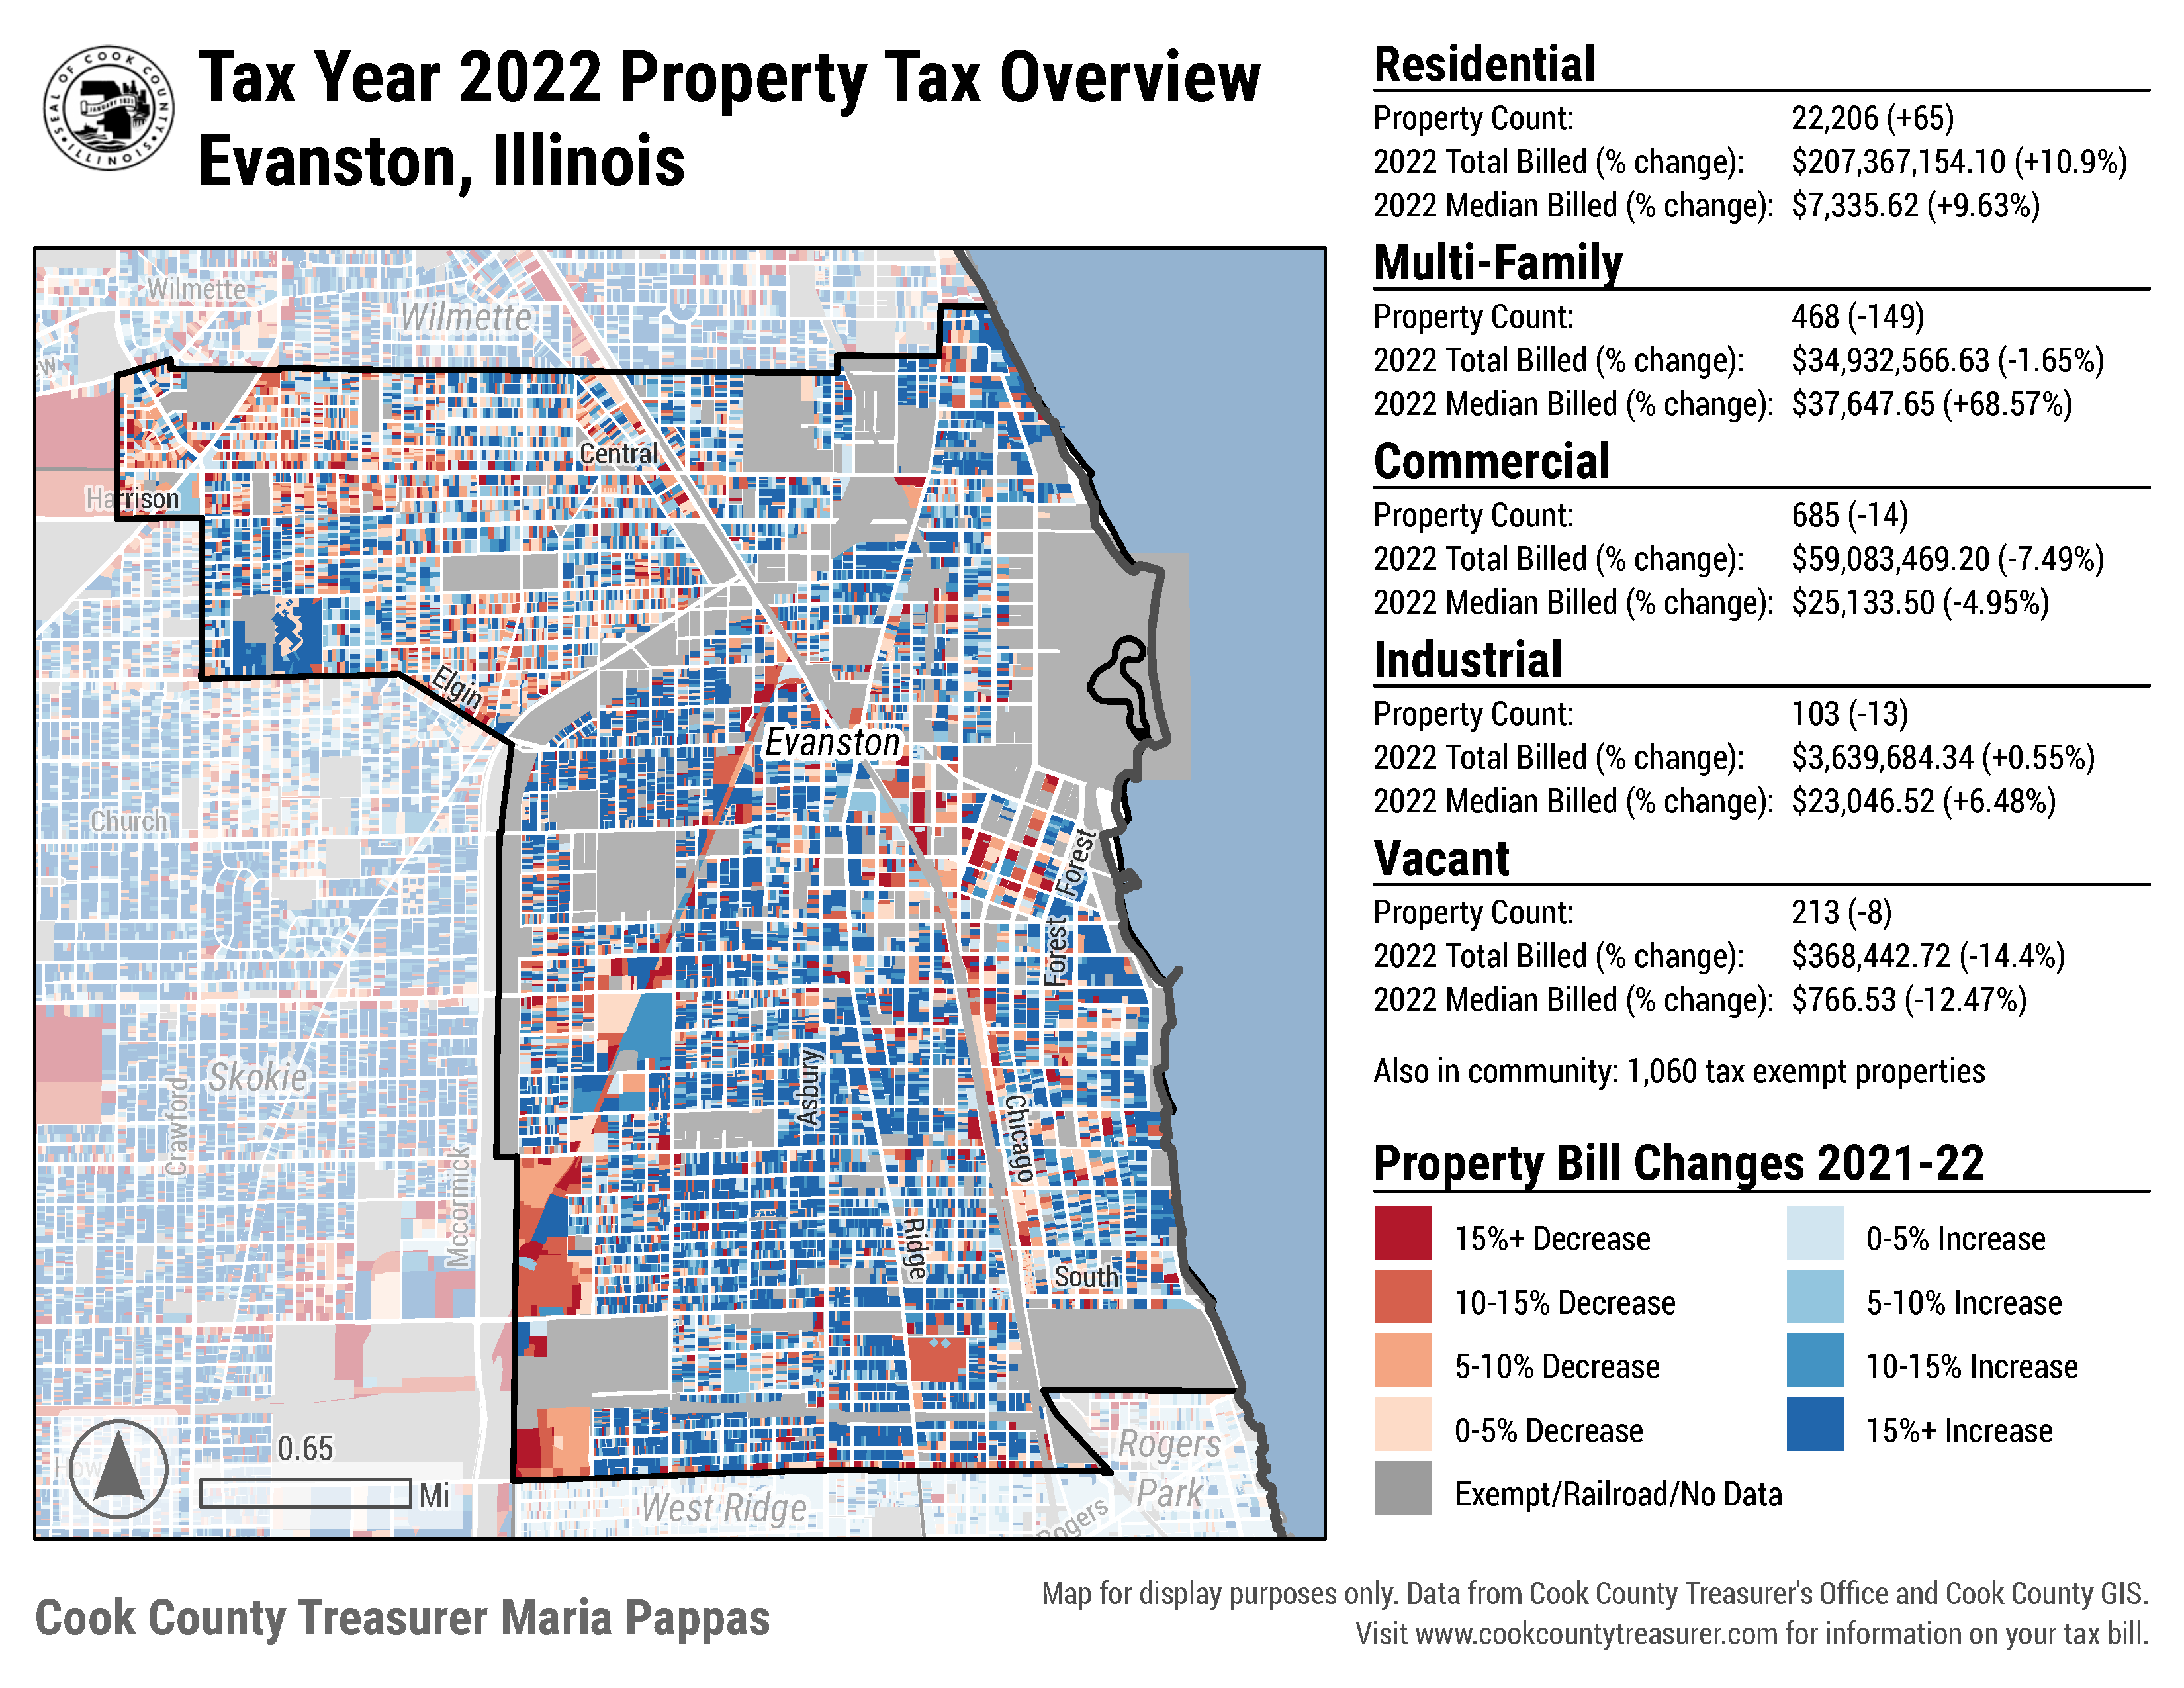 SEAL OF COOK COUNTY
JANUARY 1831
ILLINOIS
Tax Year 2022 Property Tax Overview
Evanston, Illinois
Wilmette
Wilmette
W
Central
Harrison
Elgin
Evanston
Church
Forest
Forest
Skokie
Crawford
Mccormick
Asbury
Chicago
Ridge
South
0.65
Mi
How
Rogers
Park
West Ridge
Rogers
Residential
Property Count: 22,206 (+65)
2022 Total Billed (% change): $207,367,154.10 (+10.9%)
2022 Median Billed (% change): $7,335.62 (+9.63%)
Multi-Family
Property Count: 468 (-149)
2022 Total Billed (% change): $34,932,566.63 (-1.65%)
2022 Median Billed (% change): $37,647.65 (+68.57%)
Commercial
Property Count: 685 (-14)
2022 Total Billed (% change): $59,083,469.20 (-7.49%)
2022 Median Billed (% change): $25,133.50 (-4.95%)
Industrial
Property Count: 103 (-13)
2022 Total Billed (% change): $3,639,684.34 (+0.55%)
2022 Median Billed (% change): $23,046.52 (+6.48%)
Vacant
Property Count: 213 (-8)
2022 Total Billed (% change): $368,442.72 (-14.4%)
2022 Median Billed (% change): $766.53 (-12.47%)
Also in community: 1,060 tax exempt properties
Property Bill Changes 2021-22
15%+ Decrease
10-15% Decrease
5-10% Decrease
0-5% Decrease
Exempt/Railroad/No Data
0-5% Increase
5-10% Increase
10-15% Increase
15%+ Increase
Cook County Treasurer Maria Pappas
Map for display purposes only. Data from Cook County Treasurer's Office and Cook County GIS.
Visit www.cookcountytreasurer.com for information on your tax bill.